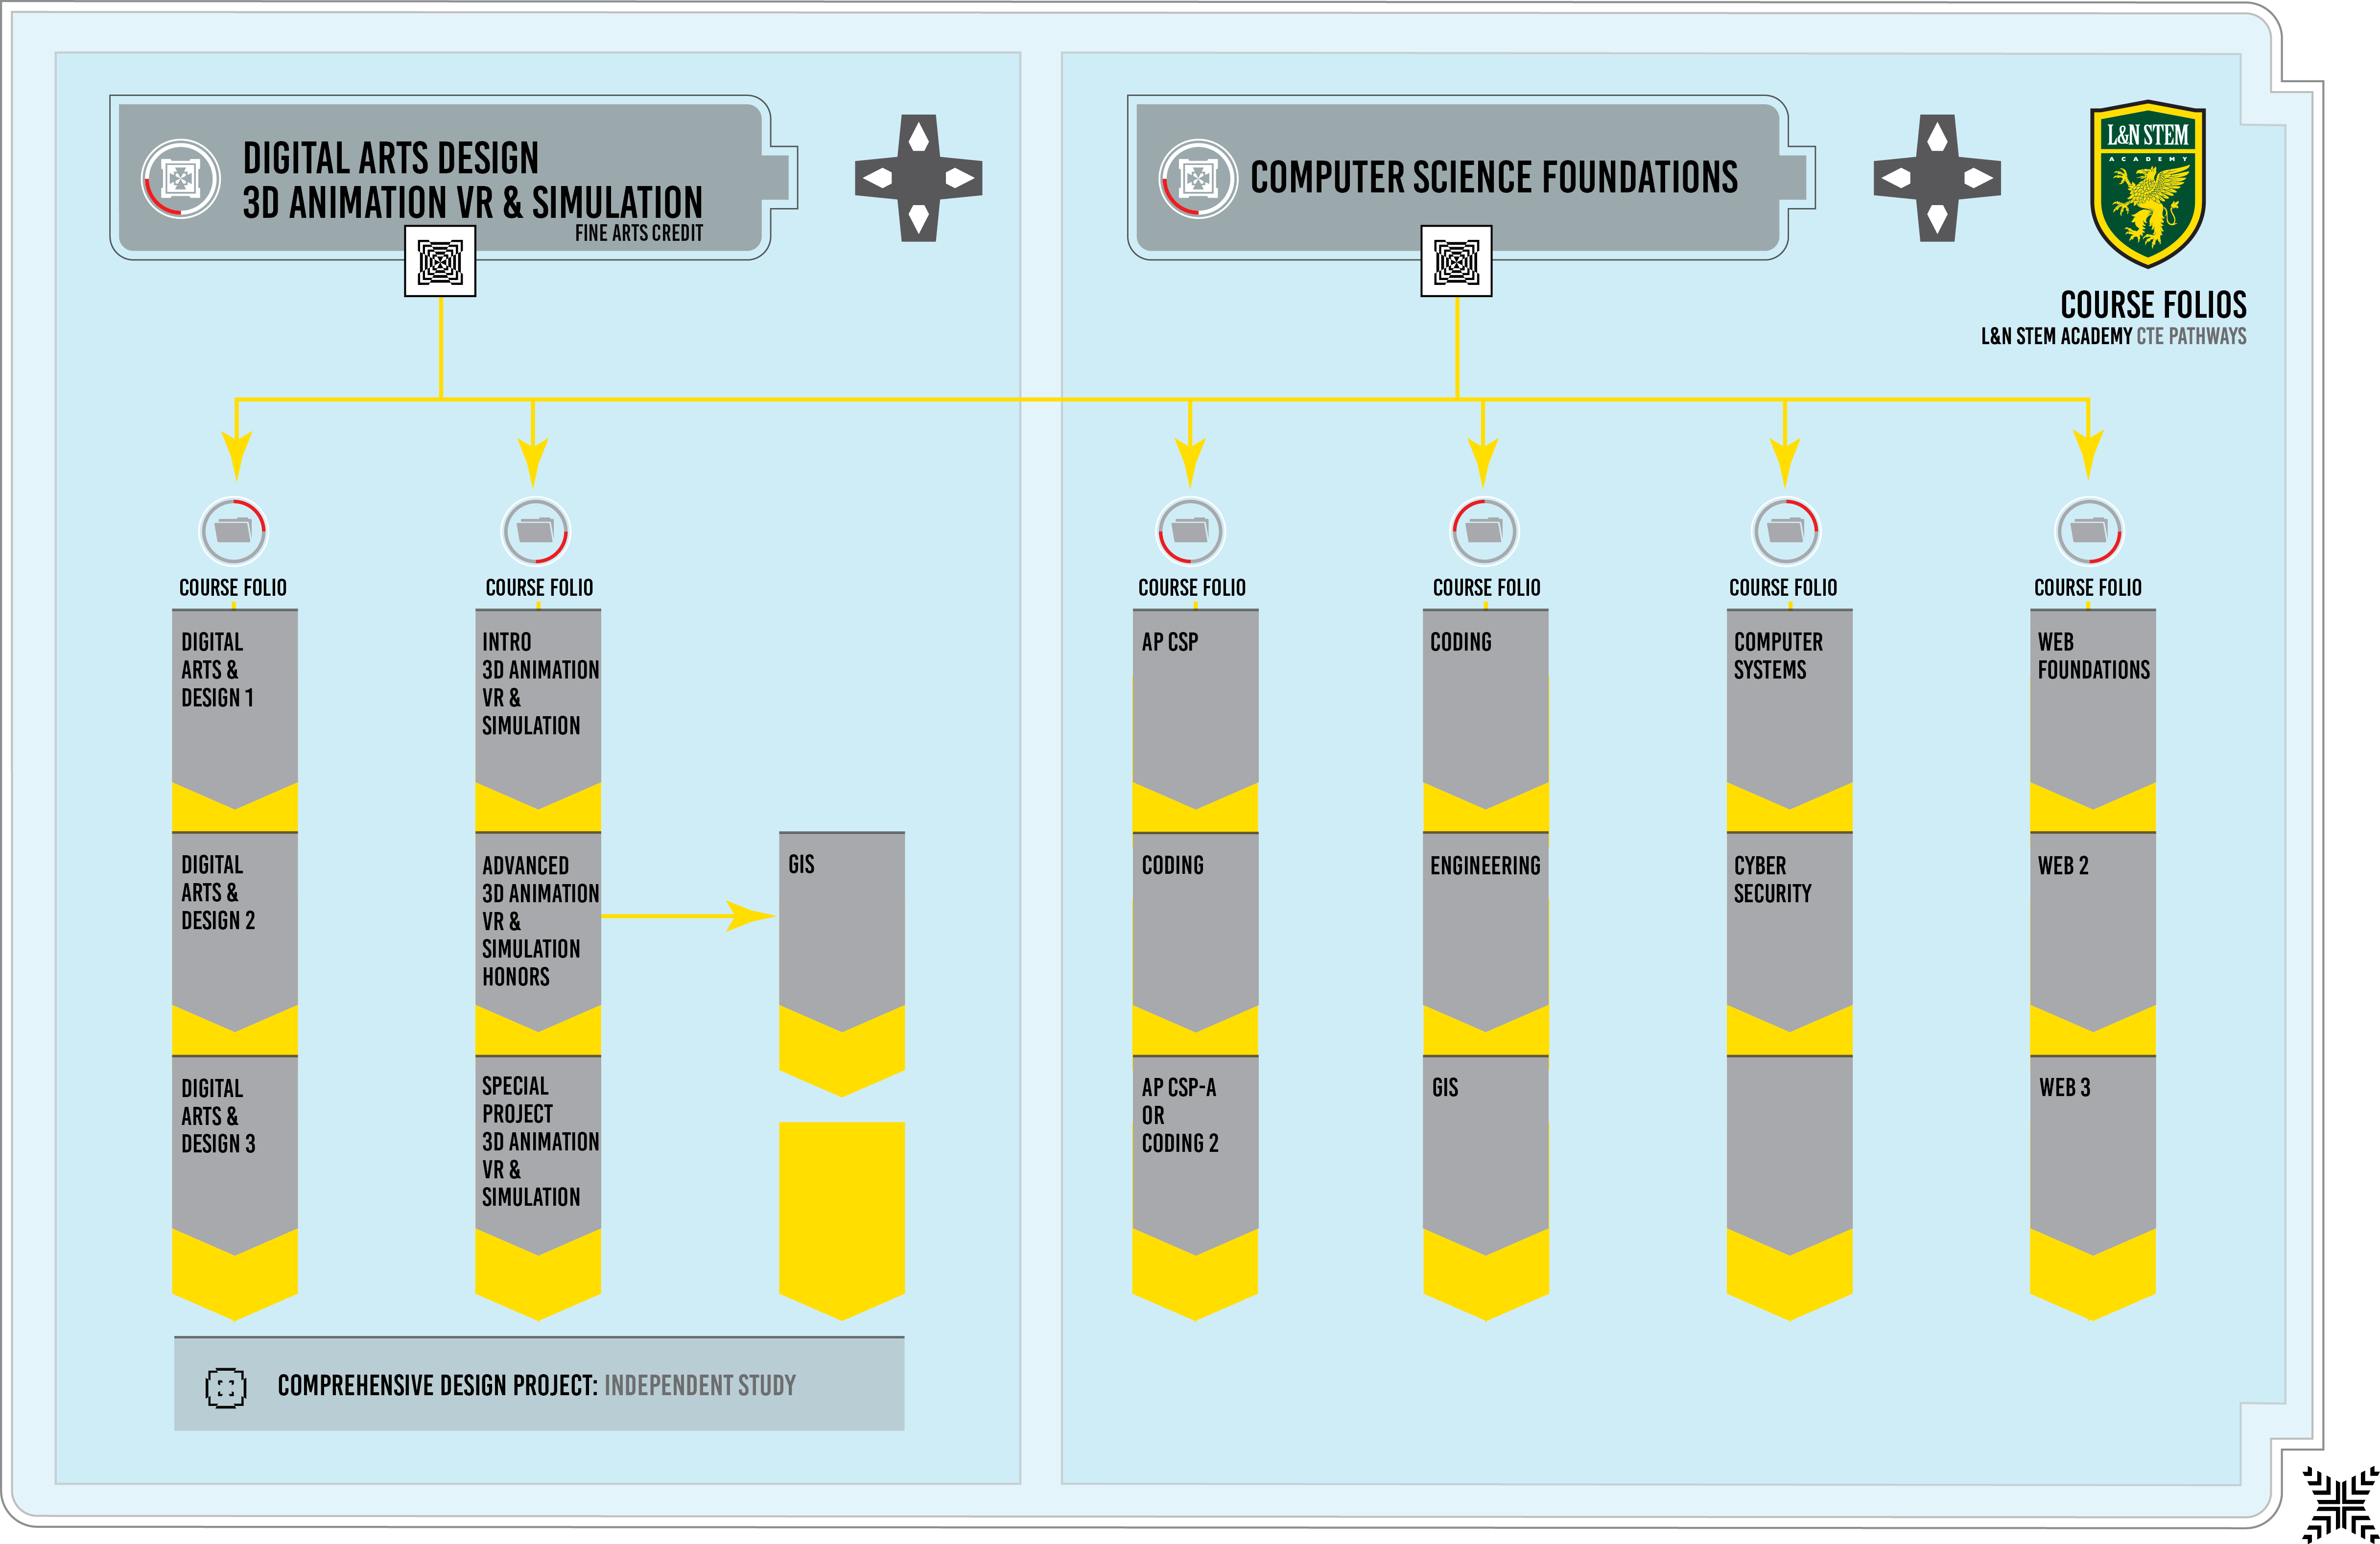 DIGITAL ARTS DESIGN
3D ANIMATION VR & SIMULATION
FINE ARTS CREDIT
COMPUTER SCIENCE FOUNDATIONS
L&N STEM
ACADEMY
COURSE FOLIOS
L&N STEM ACADEMY CTE PATHWAYS
COURSE FOLIO
DIGITAL
ARTS &
DESIGN 1
DIGITAL
ARTS &
DESIGN 2
DIGITAL
ARTS &
DESIGN 3
COURSE FOLIO
INTRO
3D ANIMATION
VR &
SIMULATION
ADVANCED
3D ANIMATION
VR &
SIMULATION
HONORS
SPECIAL
PROJECT
3D ANIMATION
VR &
SIMULATION
GIS
COMPREHENSIVE DESIGN PROJECT: INDEPENDENT STUDY
COURSE FOLIO
AP CSP
CODING
AP CSP-A
OR
CODING 2
COURSE FOLIO
CODING
ENGINEERING
GIS
COURSE FOLIO
COMPUTER
SYSTEMS
CYBER
SECURITY
COURSE FOLIO
WEB
FOUNDATIONS
WEB 2
WEB 3